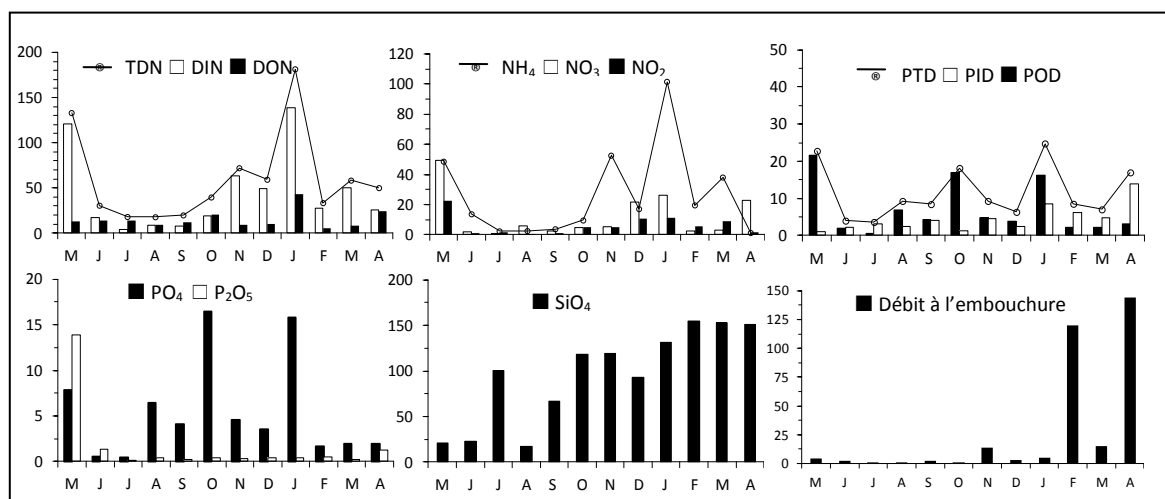 TDN DIN DON
200
150
100
50
0
M J J A S O N D J F M A
NH₄ NO₃ NO₂
120
100
80
60
40
20
0
M J J A S O N D J F M A
PTD PID POD
50
40
30
20
10
0
M J J A S O N D J F M A
PO₄ P₂O₅
20
15
10
5
0
M J J A S O N D J F M A
SiO₄
200
150
100
50
0
M J J A S O N D J F M A
Débit à l’embouchure
150
125
100
75
50
25
0
M J J A S O N D J F M A